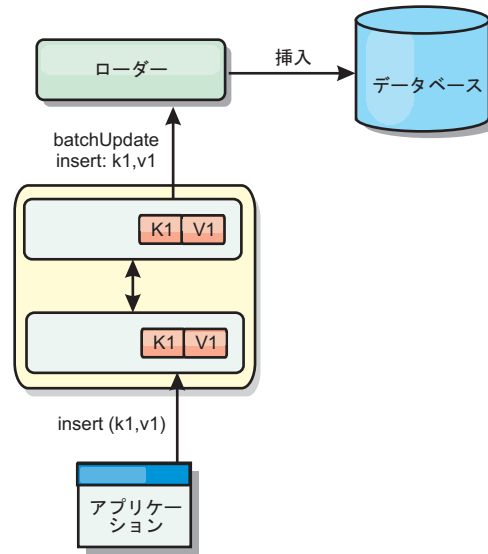 ローダー
挿入
データベース
batchUpdate
insert: k1,v1
K1 V1
K1 V1
insert (k1,v1)
アプリケー
ション